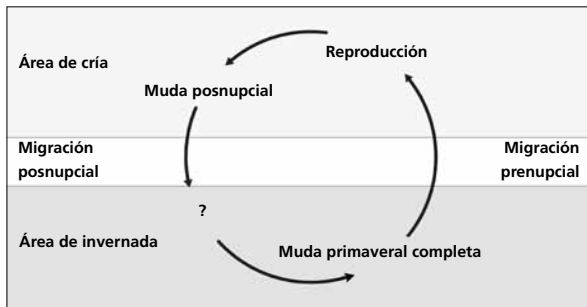 Área de cría
Reproducción
Muda posnupcial
Migración
posnupcial
Migración
prenupcial
?
Área de invernada
Muda primaveral completa